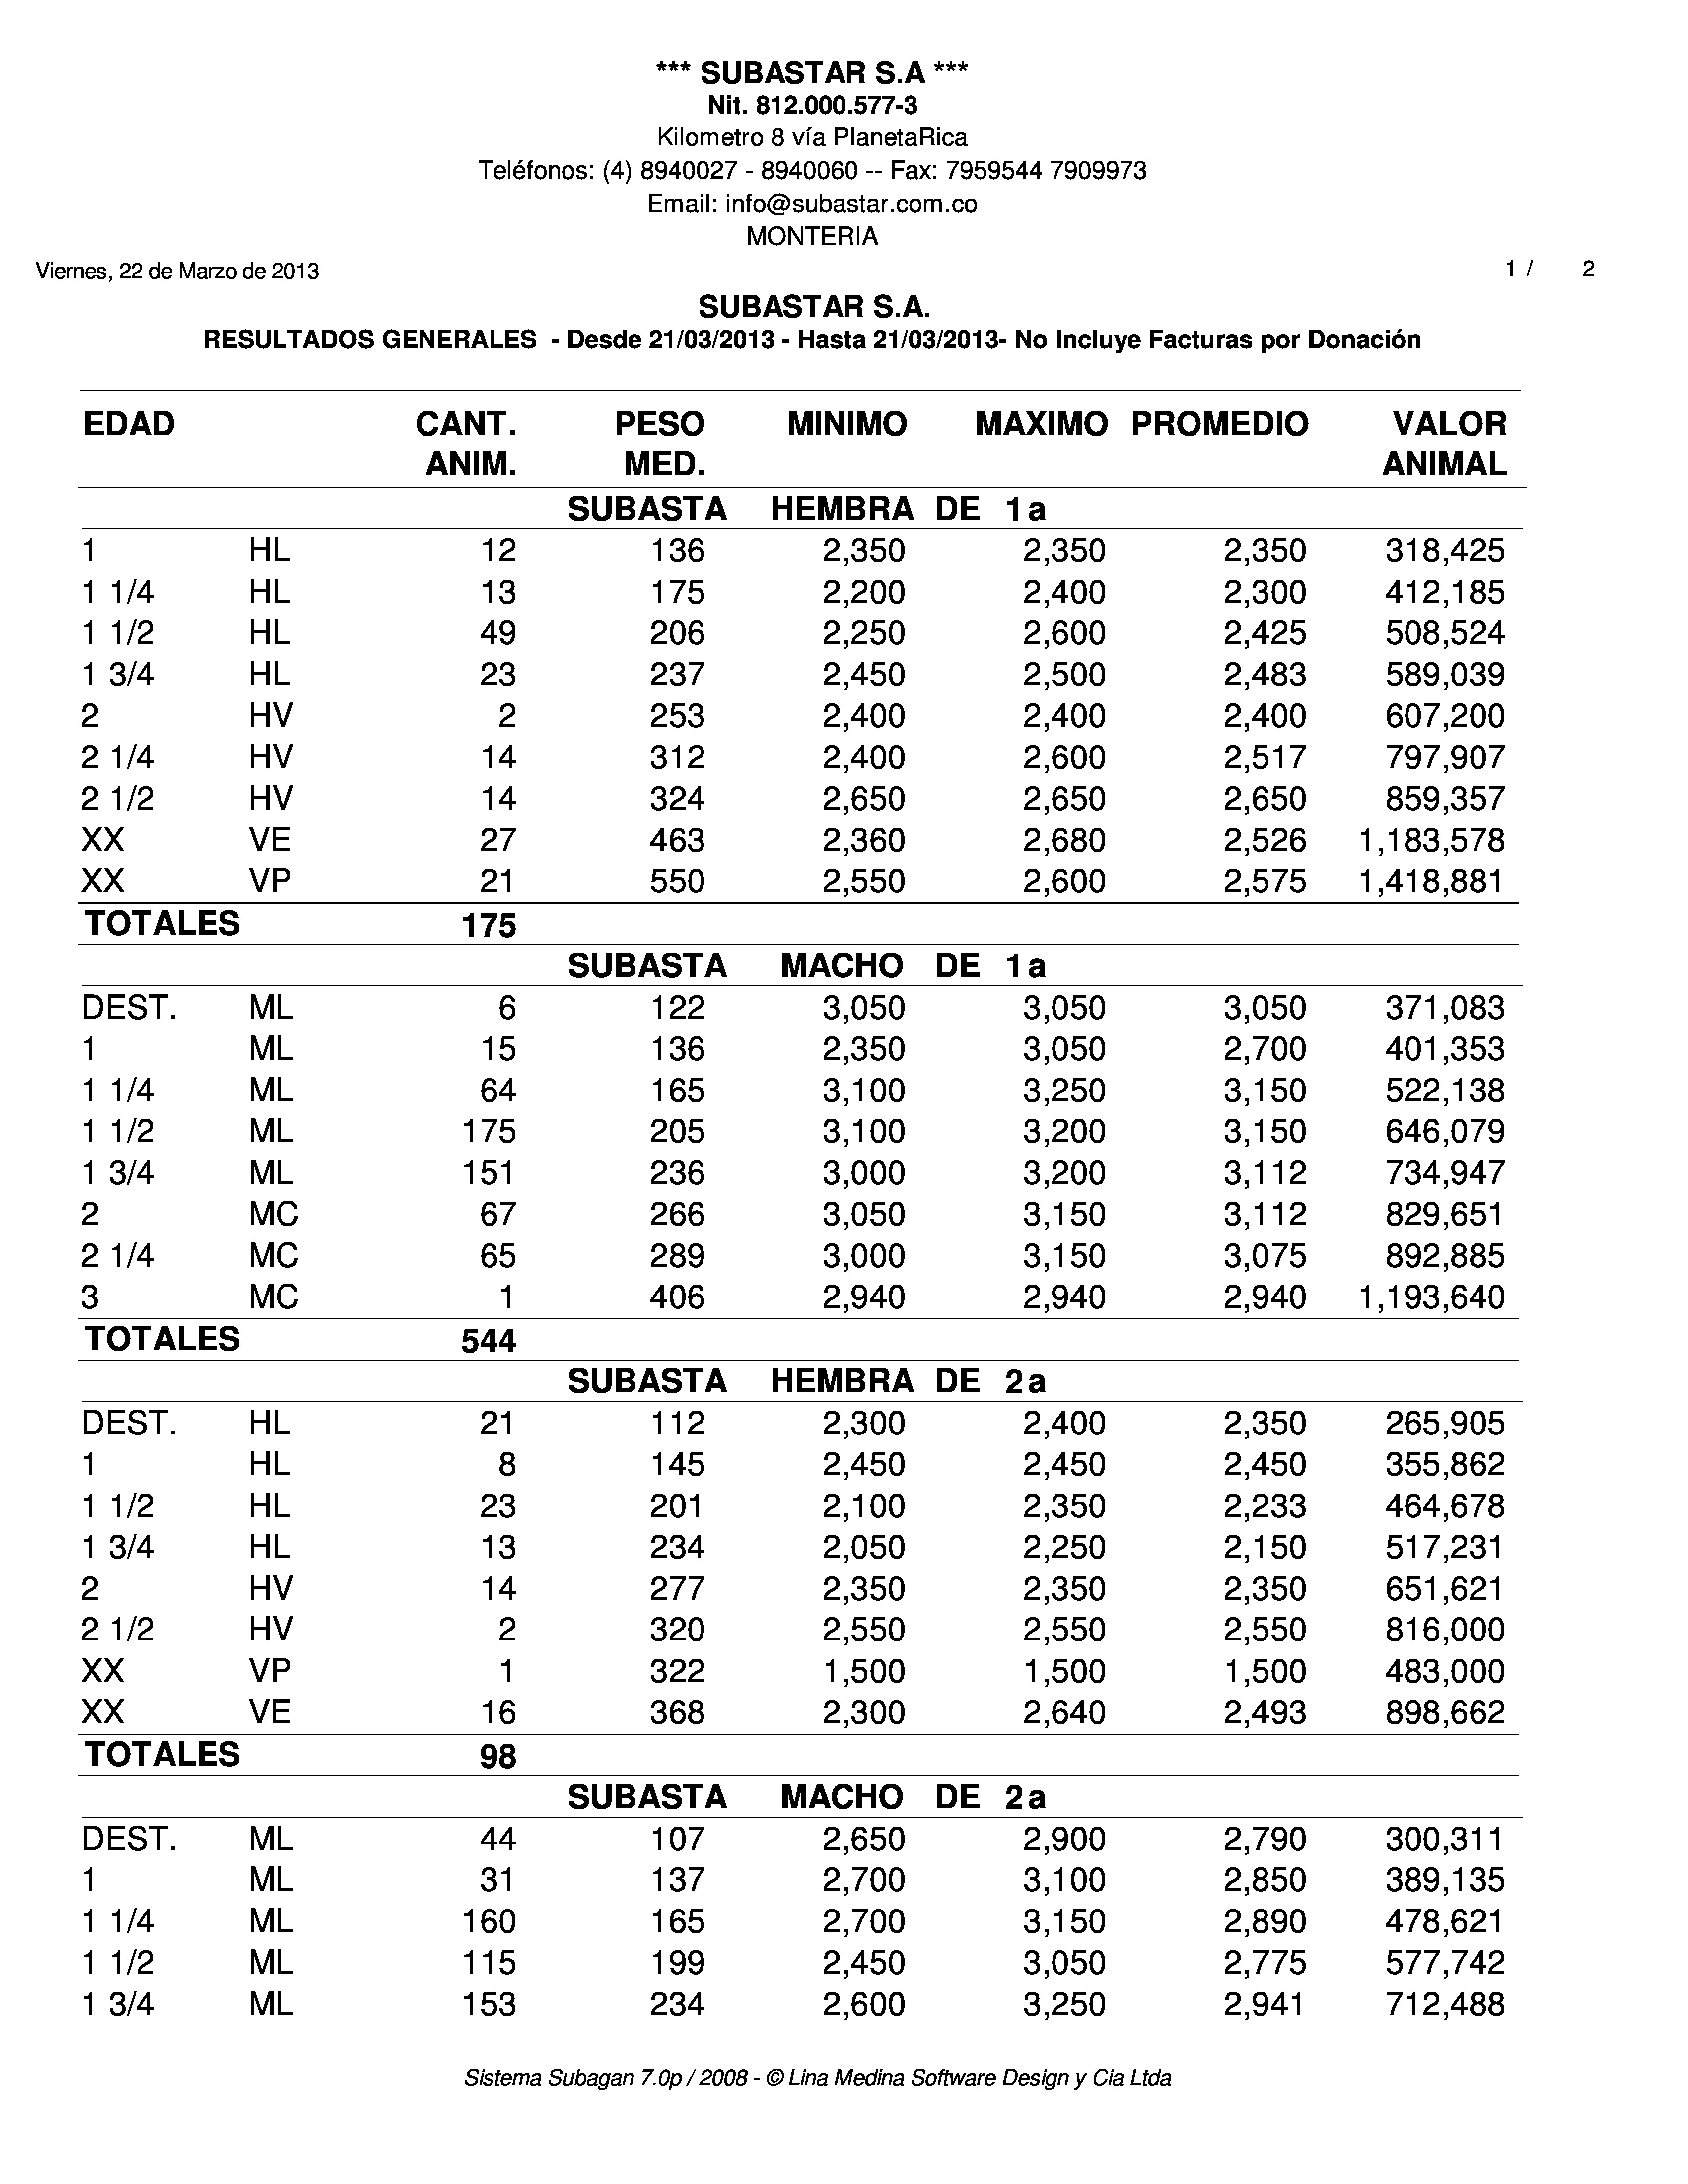 *** SUBASTAR S.A ***
Nit. 812.000.577-3
Kilometro 8 vía PlanetaRica
Teléfonos: (4) 8940027 - 8940060 -- Fax: 7959544 7909973
Email: info@subastar.com.co
MONTERIA
Viernes, 22 de Marzo de 2013 1 / 2
SUBASTAR S.A.
RESULTADOS GENERALES - Desde 21/03/2013 - Hasta 21/03/2013- No Incluye Facturas por Donación
EDAD CANT. PESO MINIMO MAXIMO PROMEDIO VALOR
ANIM. MED. ANIMAL
SUBASTA HEMBRA DE 1a
1 HL 12 136 2,350 2,350 2,350 318,425
1 1/4 HL 13 175 2,200 2,400 2,300 412,185
1 1/2 HL 49 206 2,250 2,600 2,425 508,524
1 3/4 HL 23 237 2,450 2,500 2,483 589,039
2 HV 2 253 2,400 2,400 2,400 607,200
2 1/4 HV 14 312 2,400 2,600 2,517 797,907
2 1/2 HV 14 324 2,650 2,650 2,650 859,357
XX VE 27 463 2,360 2,680 2,526 1,183,578
XX VP 21 550 2,550 2,600 2,575 1,418,881
TOTALES 175
SUBASTA MACHO DE 1a
DEST. ML 6 122 3,050 3,050 3,050 371,083
1 ML 15 136 2,350 3,050 2,700 401,353
1 1/4 ML 64 165 3,100 3,250 3,150 522,138
1 1/2 ML 175 205 3,100 3,200 3,150 646,079
1 3/4 ML 151 236 3,000 3,200 3,112 734,947
2 MC 67 266 3,050 3,150 3,112 829,651
2 1/4 MC 65 289 3,000 3,150 3,075 892,885
3 MC 1 406 2,940 2,940 2,940 1,193,640
TOTALES 544
SUBASTA HEMBRA DE 2a
DEST. HL 21 112 2,300 2,400 2,350 265,905
1 HL 8 145 2,450 2,450 2,450 355,862
1 1/2 HL 23 201 2,100 2,350 2,233 464,678
1 3/4 HL 13 234 2,050 2,250 2,150 517,231
2 HV 14 277 2,350 2,350 2,350 651,621
2 1/2 HV 2 320 2,550 2,550 2,550 816,000
XX VP 1 322 1,500 1,500 1,500 483,000
XX VE 16 368 2,300 2,640 2,493 898,662
TOTALES 98
SUBASTA MACHO DE 2a
DEST. ML 44 107 2,650 2,900 2,790 300,311
1 ML 31 137 2,700 3,100 2,850 389,135
1 1/4 ML 160 165 2,700 3,150 2,890 478,621
1 1/2 ML 115 199 2,450 3,050 2,775 577,742
1 3/4 ML 153 234 2,600 3,250 2,941 712,488
Sistema Subagan 7.0p / 2008 - © Lina Medina Software Design y Cia Ltda